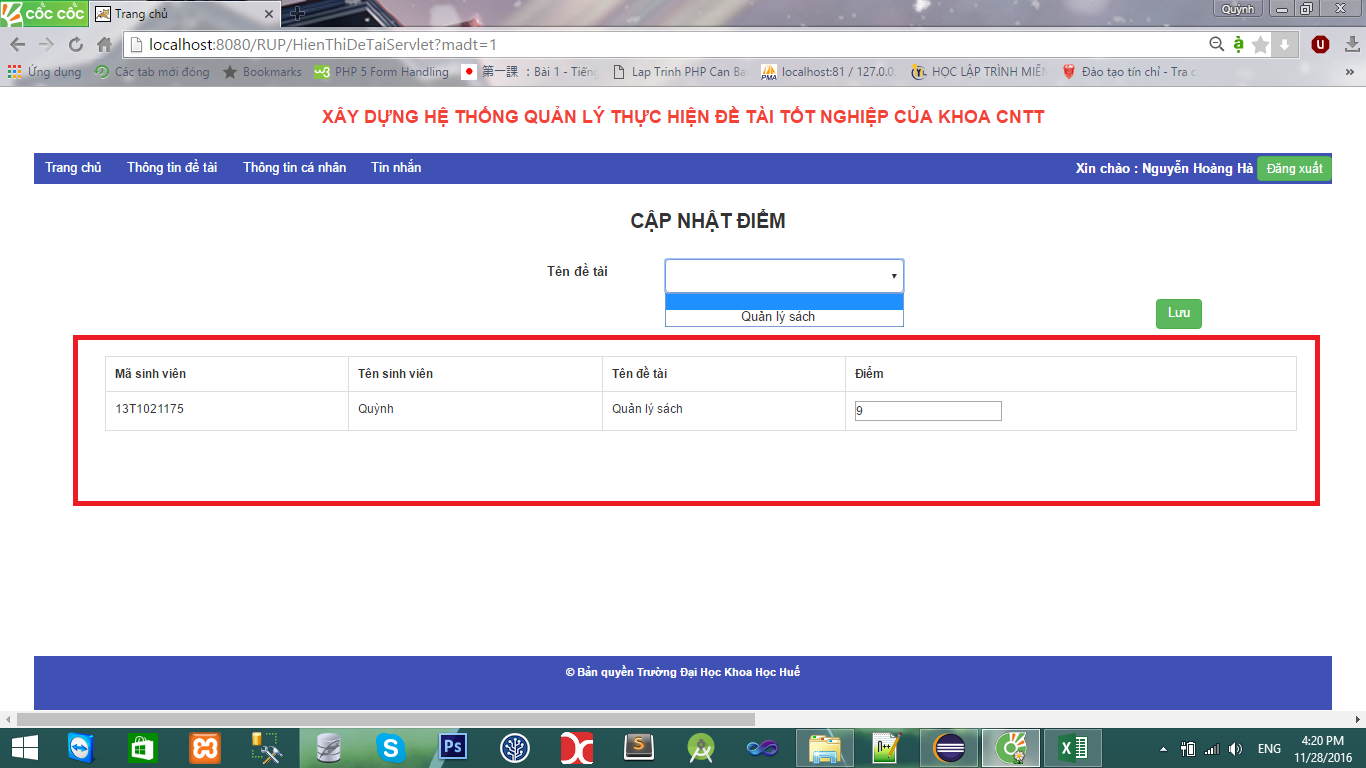 cốc cốc Trang chủ Quỳnh
localhost:8080/RUP/HienThiDeTaiServlet?madt=1
Ứng dụng Các tab mới đóng Bookmarks PHP 5 Form Handling 第一課 : Bài 1 - Tiếng Lap Trinh PHP Can Ba localhost:81 / 127.0.0. HỌC LẬP TRÌNH MIỄN Đào tạo tín chỉ - Tra c »
XÂY DỰNG HỆ THỐNG QUẢN LÝ THỰC HIỆN ĐỀ TÀI TỐT NGHIỆP CỦA KHOA CNTT
Trang chủ Thông tin đề tài Thông tin cá nhân Tin nhắn Xin chào : Nguyễn Hoàng Hà Đăng xuất
CẬP NHẬT ĐIỂM
Tên đề tài
Quản lý sách
Lưu
Mã sinh viên Tên sinh viên Tên đề tài Điểm
13T1021175 Quỳnh Quản lý sách 9
© Bản quyền Trường Đại Học Khoa Học Huế
ENG 4:20 PM
11/28/2016